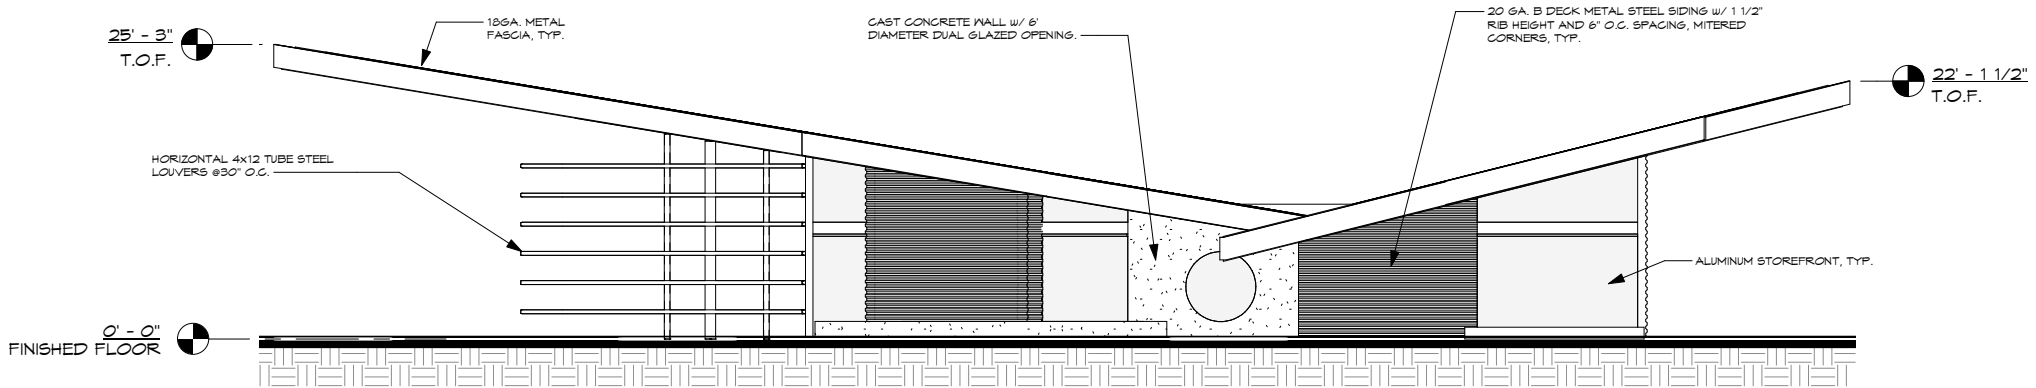 25' - 3"
T.O.F.
18GA. METAL
FASCIA, TYP.
CAST CONCRETE WALL W/ 6'
DIAMETER DUAL GLAZED OPENING.
20 GA. B DECK METAL STEEL SIDING W/ 1 1/2"
RIB HEIGHT AND 6" O.C. SPACING, MITERED
CORNERS, TYP.
22' - 1 1/2"
T.O.F.
HORIZONTAL 4x12 TUBE STEEL
LOUVERS @30" O.C.
ALUMINUM STOREFRONT, TYP.
0' - 0"
FINISHED FLOOR